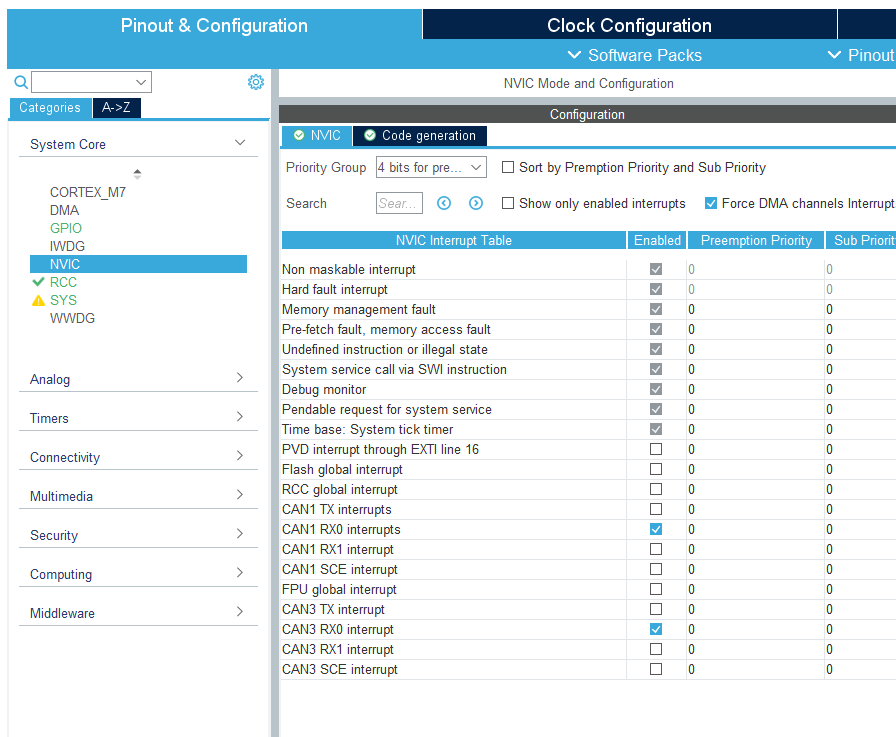 Pinout & Configuration
Clock Configuration
Software Packs
Pinout
Categories
A->Z
System Core
CORTEX_M7
DMA
GPIO
IWDG
NVIC
RCC
SYS
WWDG
Analog
Timers
Connectivity
Multimedia
Security
Computing
Middleware
NVIC Mode and Configuration
Configuration
NVIC
Code generation
Priority Group 4 bits for pre... Sort by Premption Priority and Sub Priority
Search Sear... Show only enabled interrupts Force DMA channels Interrupt
NVIC Interrupt Table Enabled Preemption Priority Sub Priorit
Non maskable interrupt 0 0
Hard fault interrupt 0 0
Memory management fault 0 0
Pre-fetch fault, memory access fault 0 0
Undefined instruction or illegal state 0 0
System service call via SWI instruction 0 0
Debug monitor 0 0
Pendable request for system service 0 0
Time base: System tick timer 0 0
PVD interrupt through EXTI line 16 0 0
Flash global interrupt 0 0
RCC global interrupt 0 0
CAN1 TX interrupts 0 0
CAN1 RX0 interrupts 0 0
CAN1 RX1 interrupt 0 0
CAN1 SCE interrupt 0 0
FPU global interrupt 0 0
CAN3 TX interrupt 0 0
CAN3 RX0 interrupt 0 0
CAN3 RX1 interrupt 0 0
CAN3 SCE interrupt 0 0